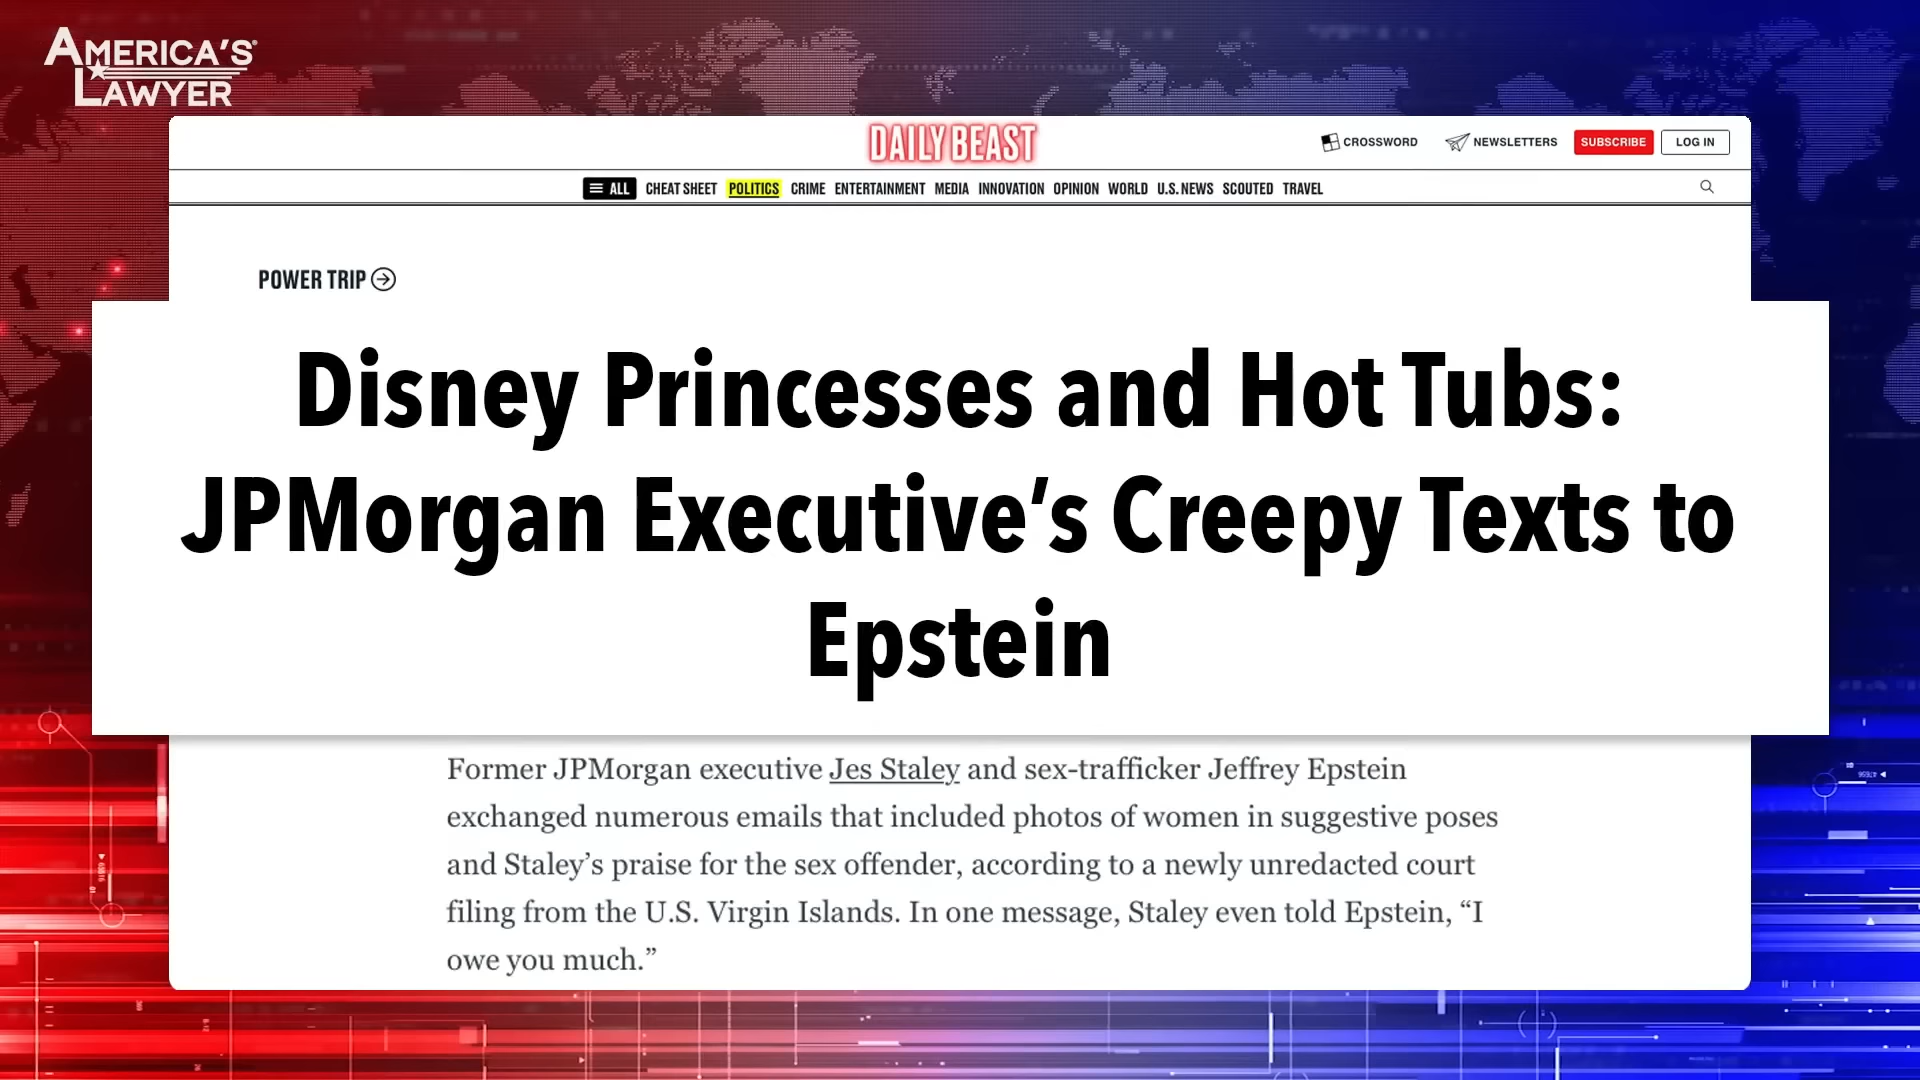 AMERICA'S
LAWYER
DAILY BEAST
CROSSWORD
NEWSLETTERS
SUBSCRIBE
LOG IN
ALL CHEAT SHEET POLITICS CRIME ENTERTAINMENT MEDIA INNOVATION OPINION WORLD U.S. NEWS SCOUTED TRAVEL
POWER TRIP
Disney Princesses and Hot Tubs:
JPMorgan Executive’s Creepy Texts to
Epstein
Former JPMorgan executive Jes Staley and sex-trafficker Jeffrey Epstein
exchanged numerous emails that included photos of women in suggestive poses
and Staley’s praise for the sex offender, according to a newly unredacted court
filing from the U.S. Virgin Islands. In one message, Staley even told Epstein, “I
owe you much.”